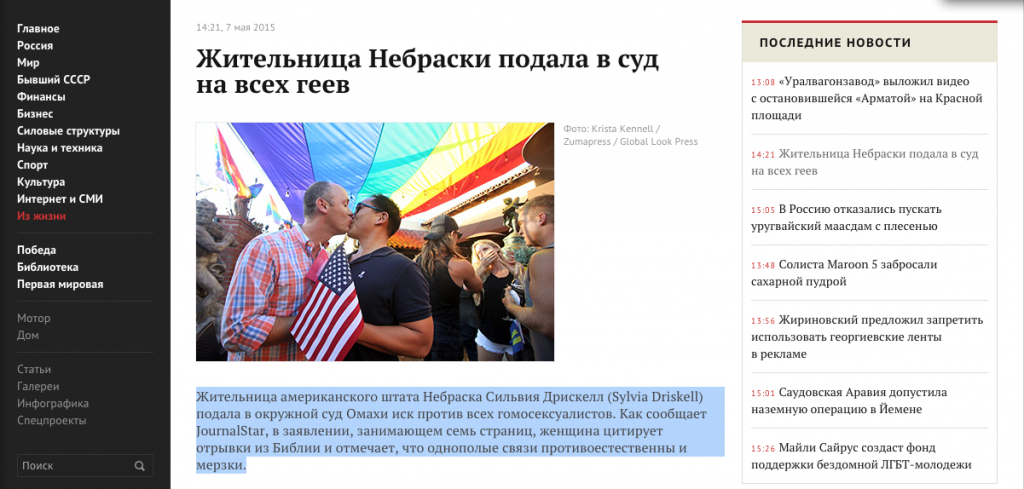 Главное
Россия
Мир
Бывший СССР
Финансы
Бизнес
Силовые структуры
Наука и техника
Спорт
Культура
Интернет и СМИ
Из жизни
Победа
Библиотека
Первая мировая
Мотор
Дом
Статьи
Галереи
Инфографика
Спецпроекты
Поиск
14:21, 7 мая 2015
Жительница Небраски подала в суд
на всех геев
Фото: Krista Kennell /
Zumapress / Global Look Press
Жительница американского штата Небраска Сильвия Дрискелл (Sylvia Driskell)
подала в окружной суд Омахи иск против всех гомосексуалистов. Как сообщает
JournalStar, в заявлении, занимающем семь страниц, женщина цитирует
отрывки из Библии и отмечает, что однополые связи противоестественны и
мерзки.
ПОСЛЕДНИЕ НОВОСТИ
13:08 «Уралвагонзавод» выложил видео
с остановившейся «Арматой» на Красной
площади
14:21 Жительница Небраски подала в суд
на всех геев
15:05 В Россию отказались пускать
уругвайский маасдам с плесенью
13:48 Солиста Maroon 5 забросали
сахарной пудрой
13:56 Жириновский предложил запретить
использовать георгиевские ленты
в рекламе
15:01 Саудовская Аравия допустила
наземную операцию в Йемене
15:26 Майли Сайрус создаст фонд
поддержки бездомной ЛГБТ-молодежи